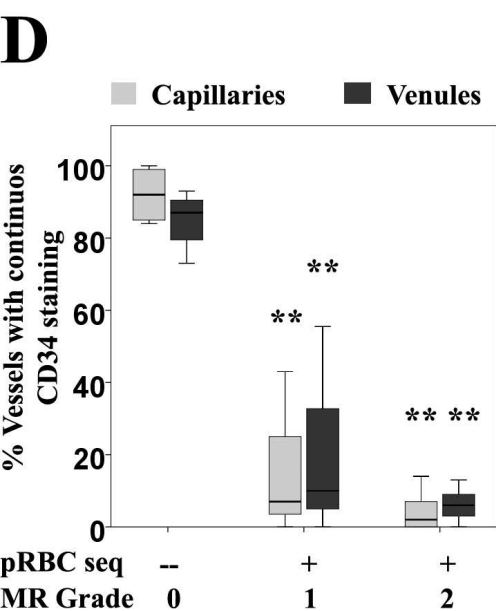 D
Capillaries Venules
% Vessels with continuos
CD34 staining
100
80
60
40
20
0
**
**
** **
pRBC seq -- + +
MR Grade 0 1 2